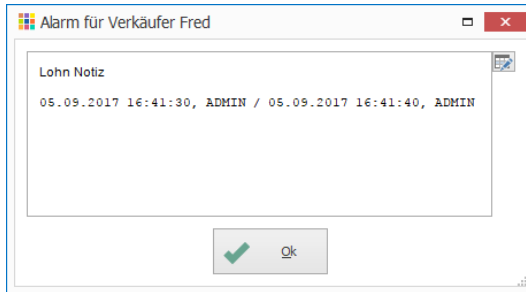 Alarm für Verkäufer Fred
Lohn Notiz
05.09.2017 16:41:30, ADMIN / 05.09.2017 16:41:40, ADMIN
Ok